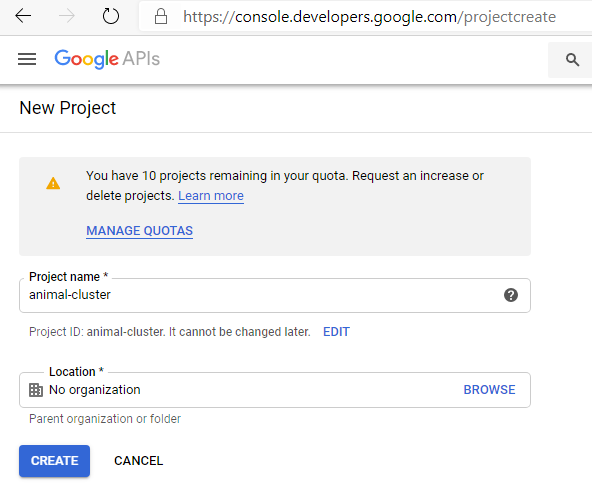 https://console.developers.google.com/projectcreate
Google APIs
New Project
You have 10 projects remaining in your quota. Request an increase or
delete projects. Learn more
MANAGE QUOTAS
Project name *
animal-cluster
Project ID: animal-cluster. It cannot be changed later. EDIT
Location *
No organization BROWSE
Parent organization or folder
CREATE CANCEL